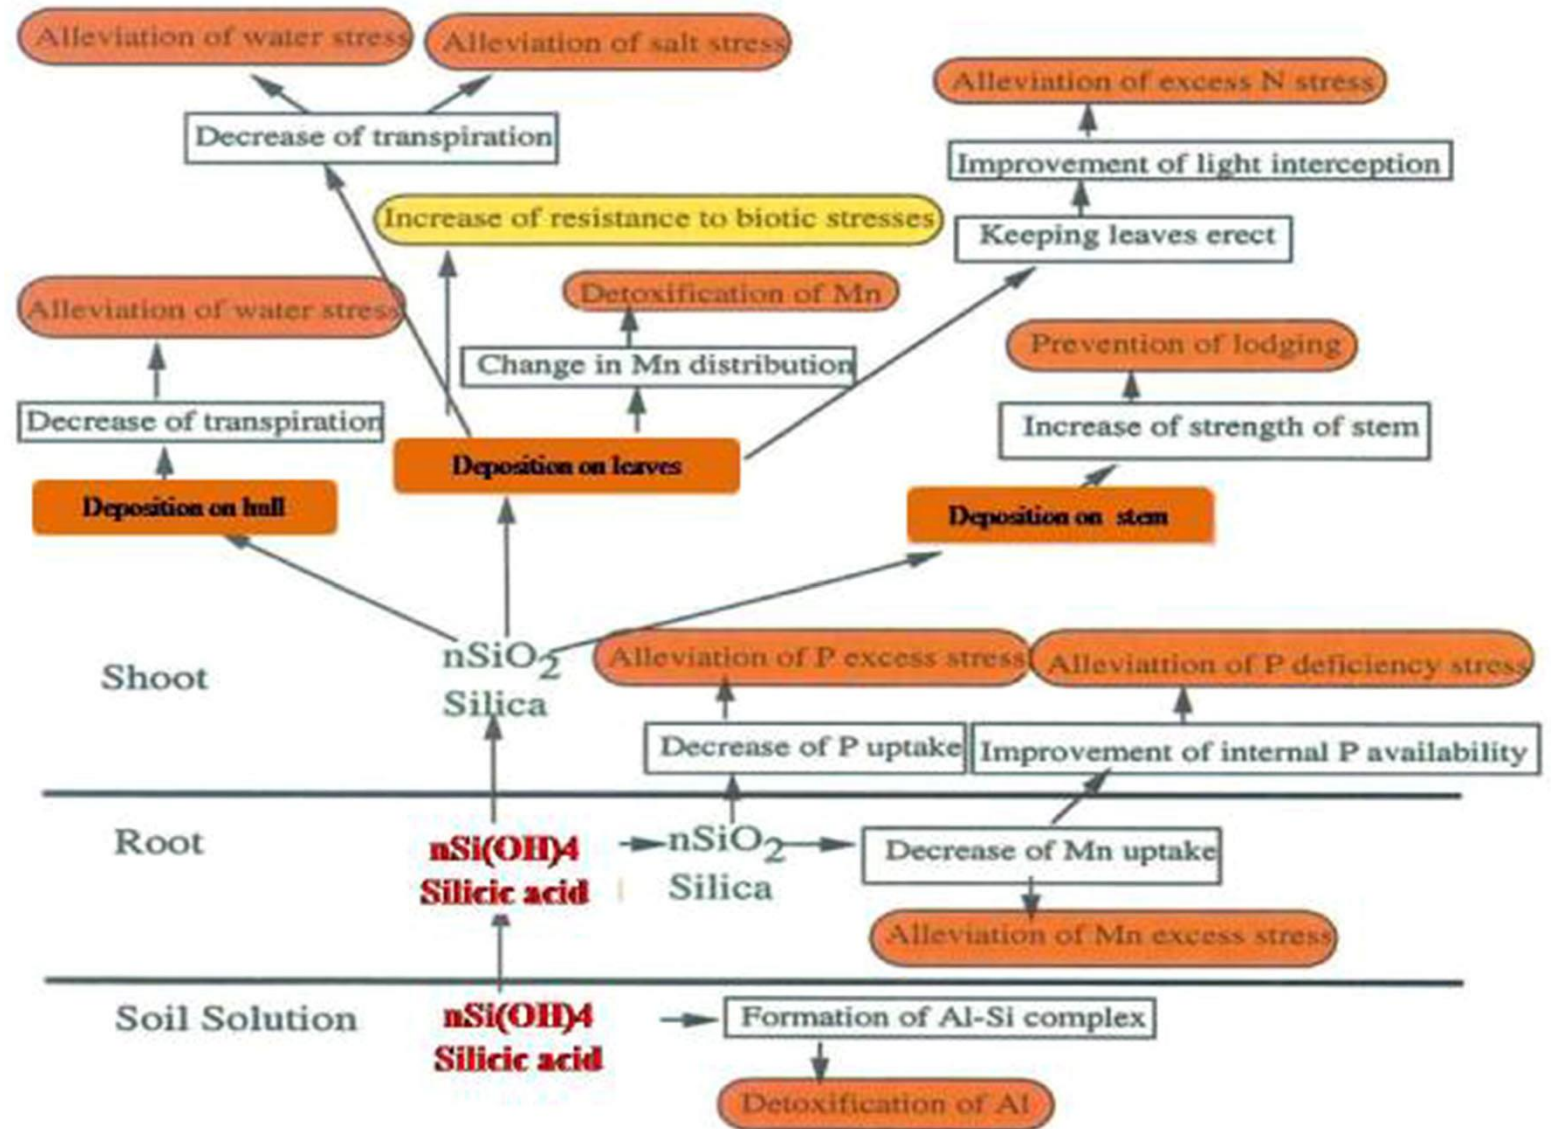 Alleviation of water stress
Alleviation of salt stress
Alleviation of excess N stress
Decrease of transpiration
Improvement of light interception
Increase of resistance to biotic stresses
Keeping leaves erect
Alleviation of water stress
Detoxification of Mn
Prevention of lodging
Change in Mn distribution
Decrease of transpiration
Increase of strength of stem
Deposition on leaves
Deposition on hull
Deposition on stem
Shoot
nSiO2
Silica
Alleviation of P excess stress
Alleviattion of P deficiency stress
Decrease of P uptake
Improvement of internal P availability
Root
nSi(OH)4
Silicic acid
nSiO2
Silica
Decrease of Mn uptake
Alleviation of Mn excess stress
Soil Solution
nSi(OH)4
Silicic acid
Formation of Al-Si complex
Detoxification of Al